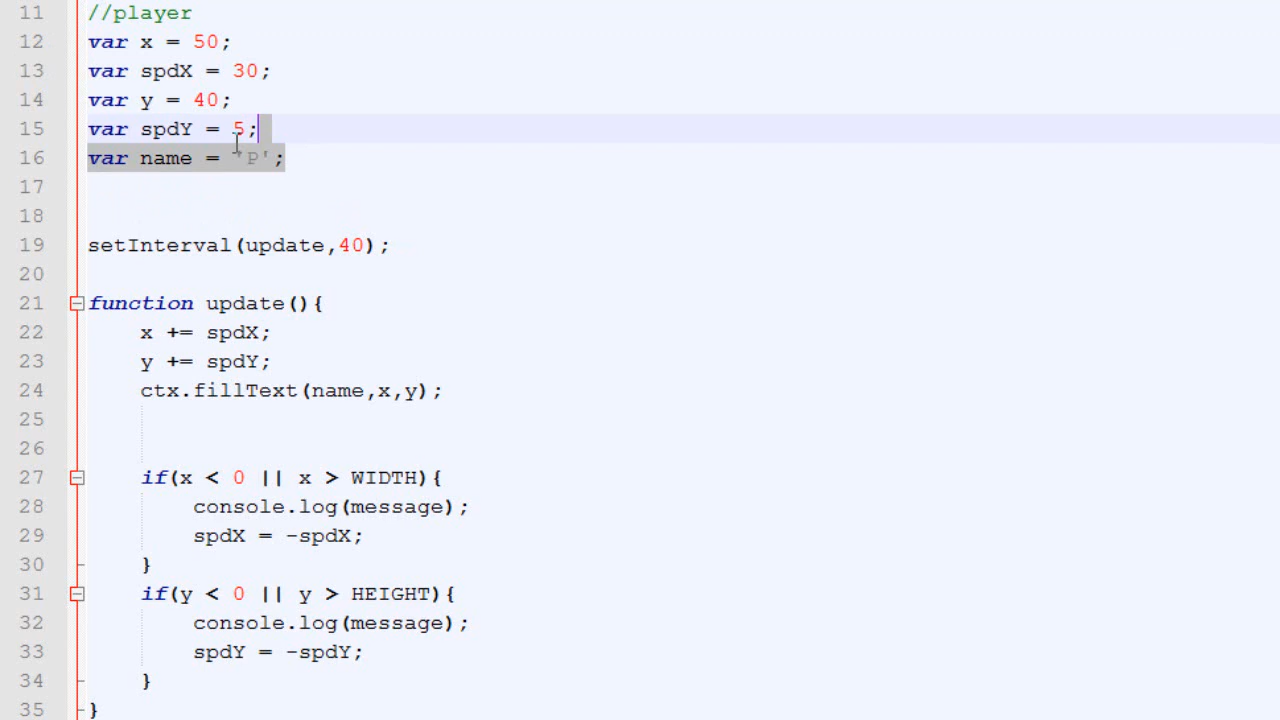 11 //player
12 var x = 50;
13 var spdX = 30;
14 var y = 40;
15 var spdY = 5;
16 var name = 'P';
17
18
19 setInterval(update,40);
20
21 function update(){
22 x += spdX;
23 y += spdY;
24 ctx.fillText(name,x,y);
25
26
27 if(x < 0 || x > WIDTH){
28 console.log(message);
29 spdX = -spdX;
30 }
31 if(y < 0 || y > HEIGHT){
32 console.log(message);
33 spdY = -spdY;
34 }
35 }